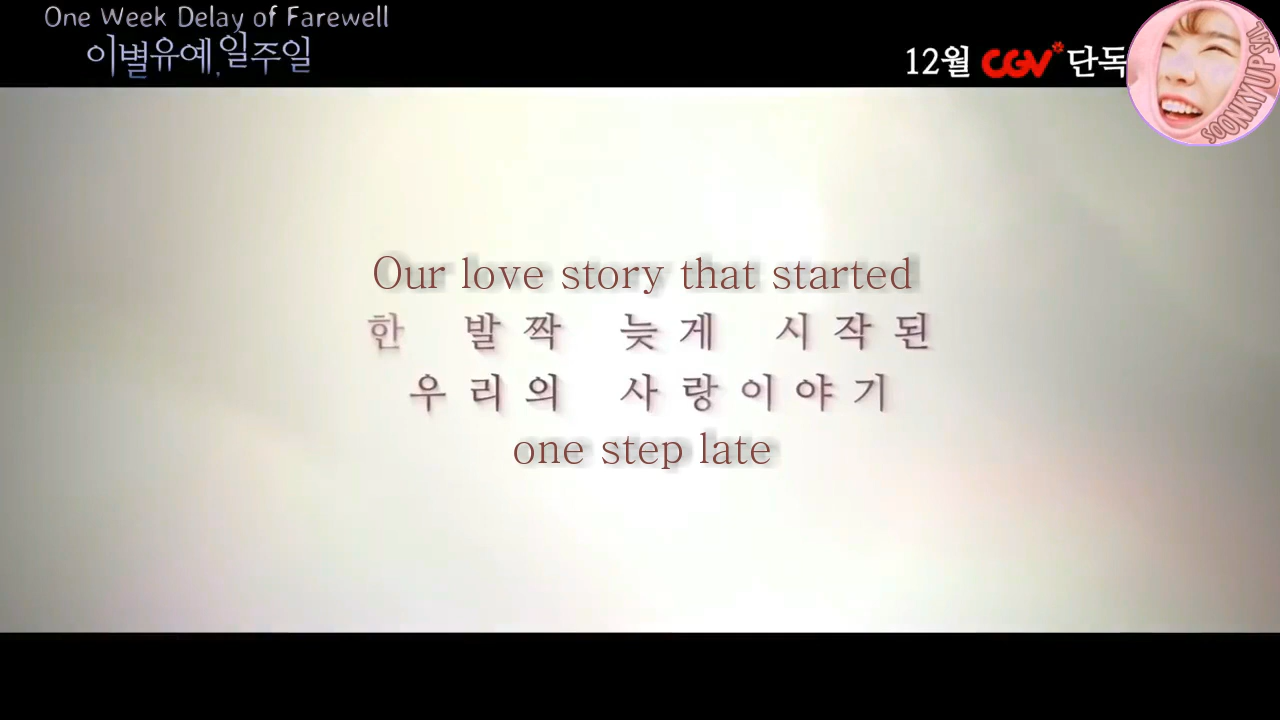 One Week Delay of Farewell
이별유예, 일주일
12월 CGV 단독
SOONKYUPSAL
Our love story that started
한 발짝 늦게 시작된
우리의 사랑이야기
one step late